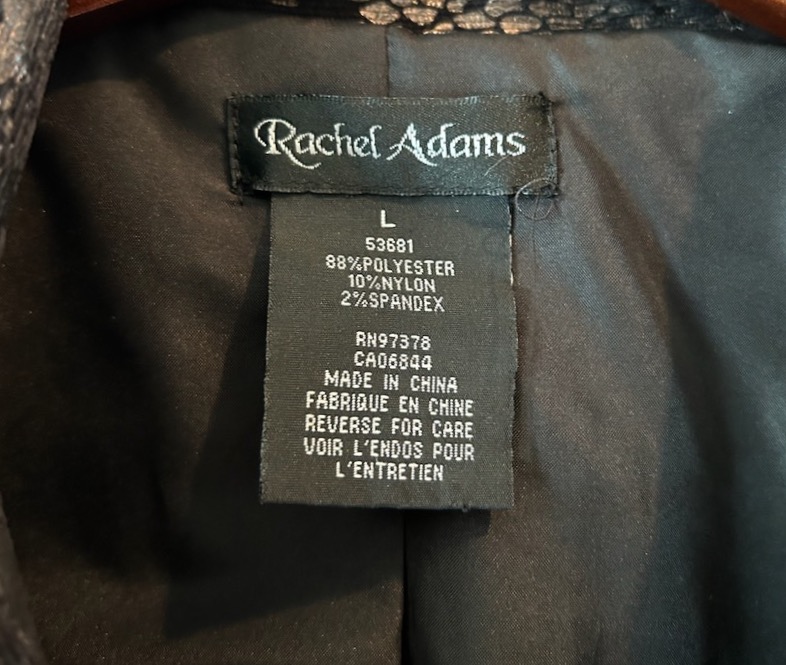 Rachel Adams
L
53681
88%POLYESTER
10%NYLON
2%SPANDEX
RN97378
CA06844
MADE IN CHINA
FABRIQUE EN CHINE
REVERSE FOR CARE
VOIR L'ENDOS POUR
L'ENTRETIEN